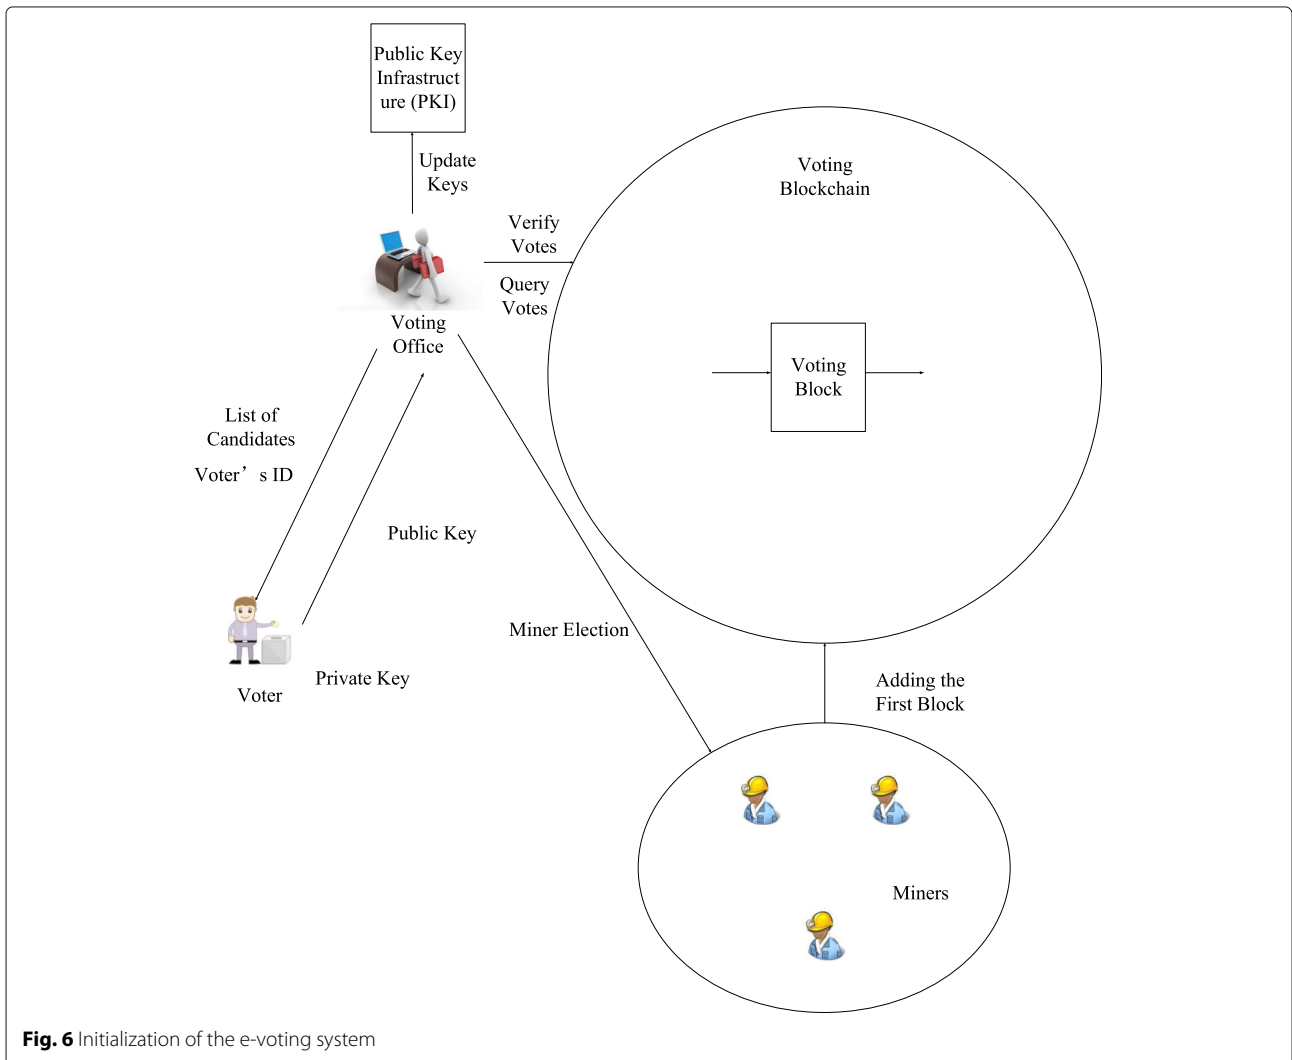 Public Key
Infrastruct
ure (PKI)
Update
Keys
Verify
Votes
Query
Votes
Voting
Office
Voting
Blockchain
Voting
Block
List of
Candidates
Voter’s ID
Public Key
Miner Election
Private Key
Voter
Adding the
First Block
Miners
Fig. 6 Initialization of the e-voting system